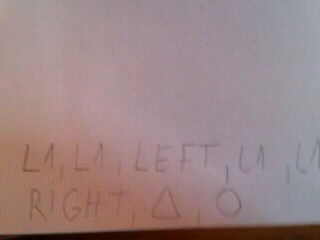 L1, L1, LEFT, L1, L1
RIGHT, △, ○